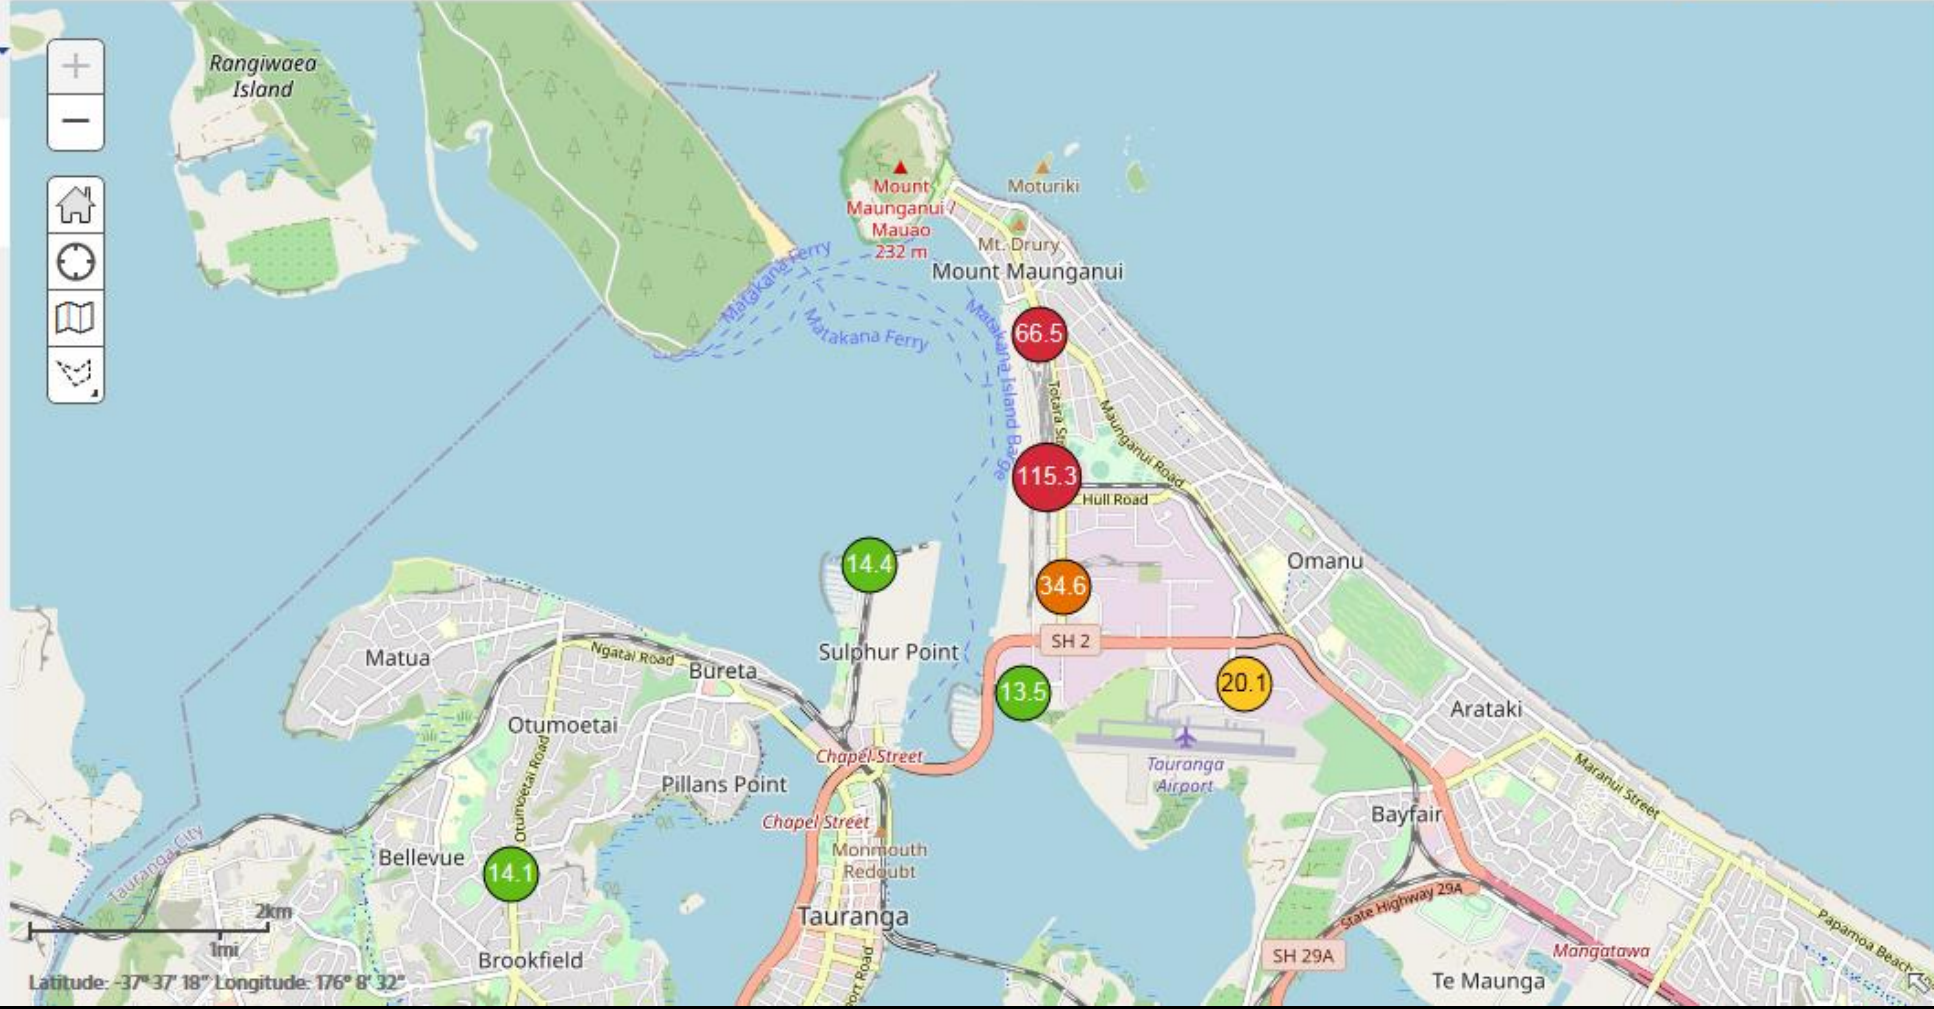 Rangiwaea
Island
Mount
Maunganui /
Mauao
232 m
Moturiki
Mt. Drury
Mount Maunganui
Matakana Ferry
Matakana Ferry
Matakana Island Barge
66.5
Totara Str
Maunganui Road
115.3
Hull Road
14.4
34.6
Omanu
SH 2
Sulphur Point
Matua
Ngatai Road
Bureta
13.5
20.1
Arataki
Otumoetai
Otumoetai Road
Chapel Street
Pillans Point
Tauranga
Airport
Maranui Street
Bayfair
Chapel Street
Monmouth
Redoubt
Tauranga City
Bellevue
14.1
Tauranga
State Highway 29A
2km
1mi
Brookfield
SH 29A
Mangatawa
Papamoa Beach
Te Maunga
Latitude: -37° 37' 18" Longitude: 176° 8' 32"